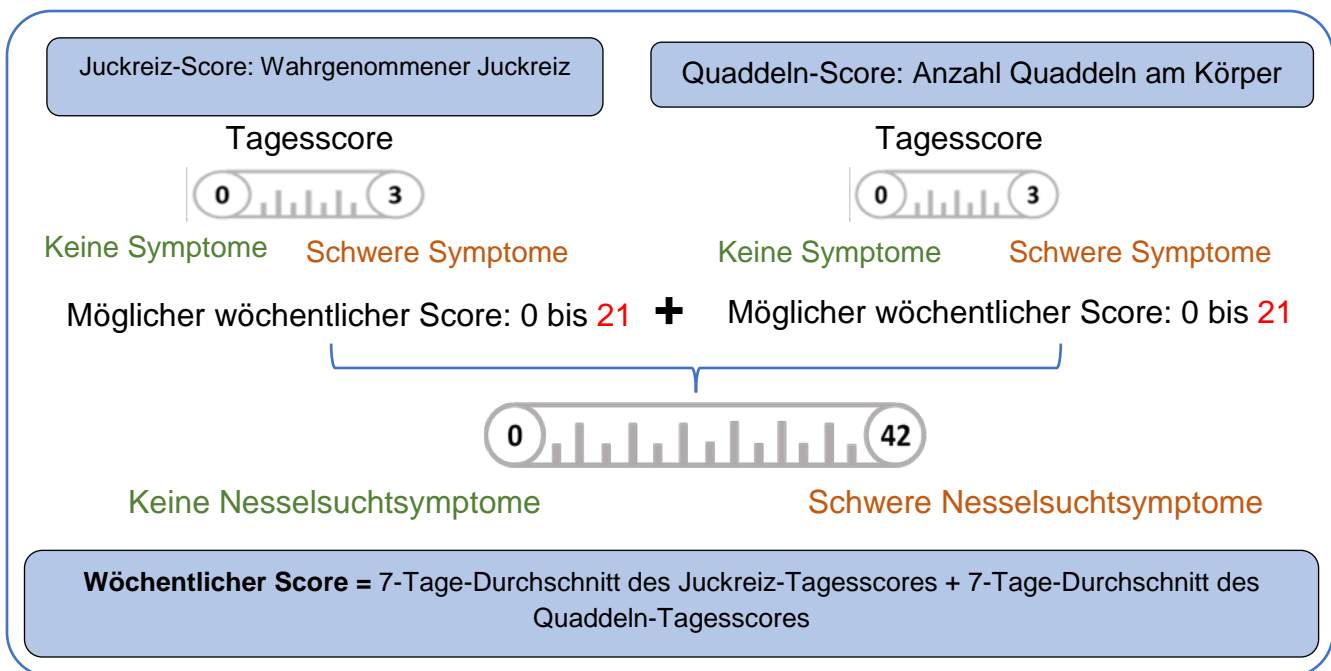 Juckreiz-Score: Wahrgenommener Juckreiz
Quaddeln-Score: Anzahl Quaddeln am Körper
Tagesscore
Tagesscore
0 3
0 3
Keine Symptome Schwere Symptome
Keine Symptome Schwere Symptome
Möglicher wöchentlicher Score: 0 bis 21 + Möglicher wöchentlicher Score: 0 bis 21
0 42
Keine Nesselsuchtsymptome Schwere Nesselsuchtsymptome
Wöchentlicher Score = 7-Tage-Durchschnitt des Juckreiz-Tagesscores + 7-Tage-Durchschnitt des
Quaddeln-Tagesscores